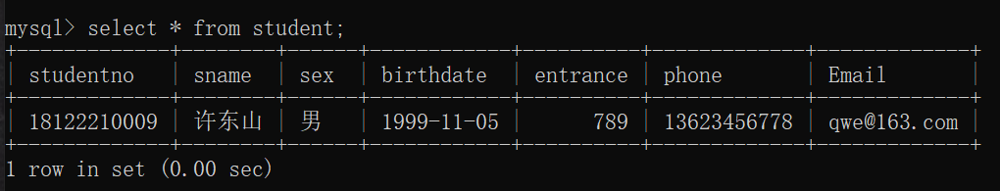 mysql> select * from student;
+-------------+--------+------+------------+----------+-------------+-------------+
| studentno | sname | sex | birthdate | entrance | phone | Email |
+-------------+--------+------+------------+----------+-------------+-------------+
| 18122210009 | 许东山 | 男 | 1999-11-05 | 789 | 13623456778 | qwe@163.com |
+-------------+--------+------+------------+----------+-------------+-------------+
1 row in set (0.00 sec)